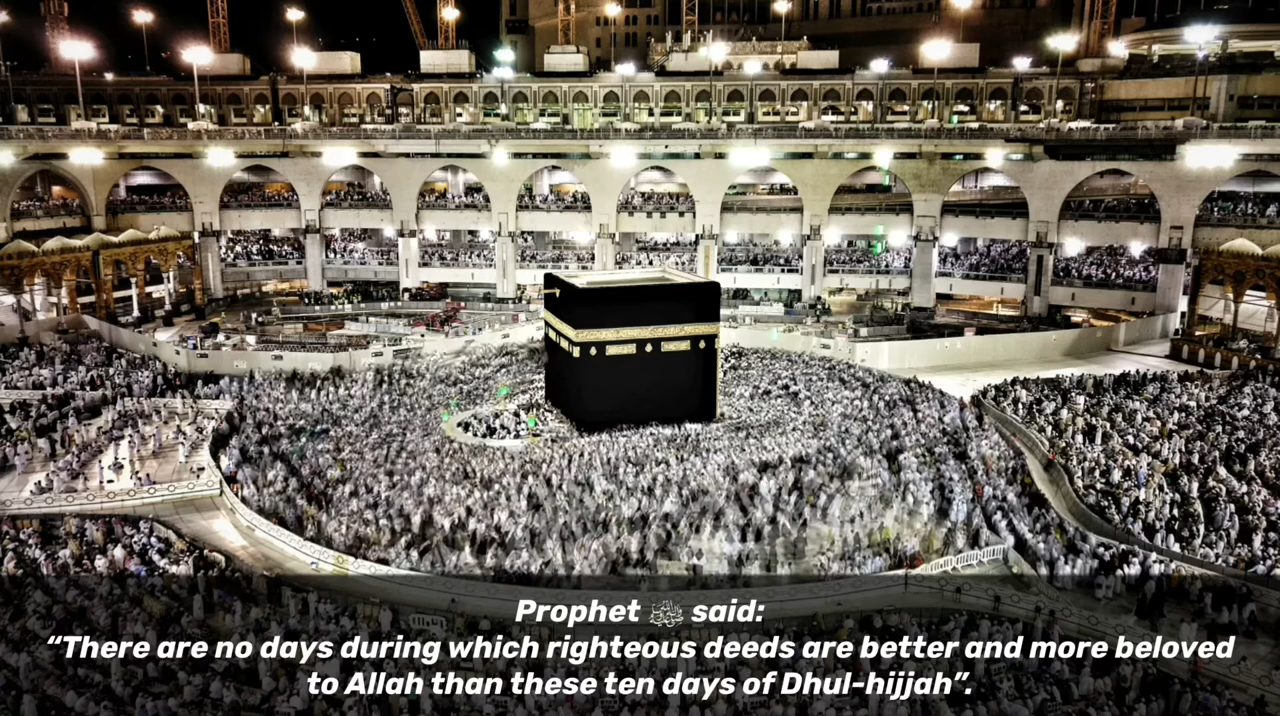 Prophet ﷺ said:
“There are no days during which righteous deeds are better and more beloved
to Allah than these ten days of Dhul-hijjah”.